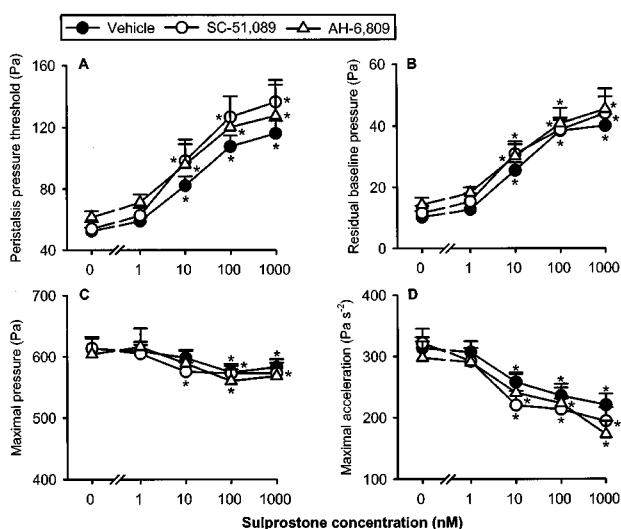 Vehicle SC-51,089 AH-6,809
A
Peristalsis pressure threshold (Pa)
160
120
80
40
0 1 10 100 1000
* * * * * * * * *
B
Residual baseline pressure (Pa)
60
40
20
0
0 1 10 100 1000
* * * * * * * * *
C
Maximal pressure (Pa)
700
600
500
400
0 1 10 100 1000
* * * * * *
D
Maximal acceleration (Pa s-2)
400
300
200
100
0 1 10 100 1000
* * * * * * * * *
Sulprostone concentration (nM)